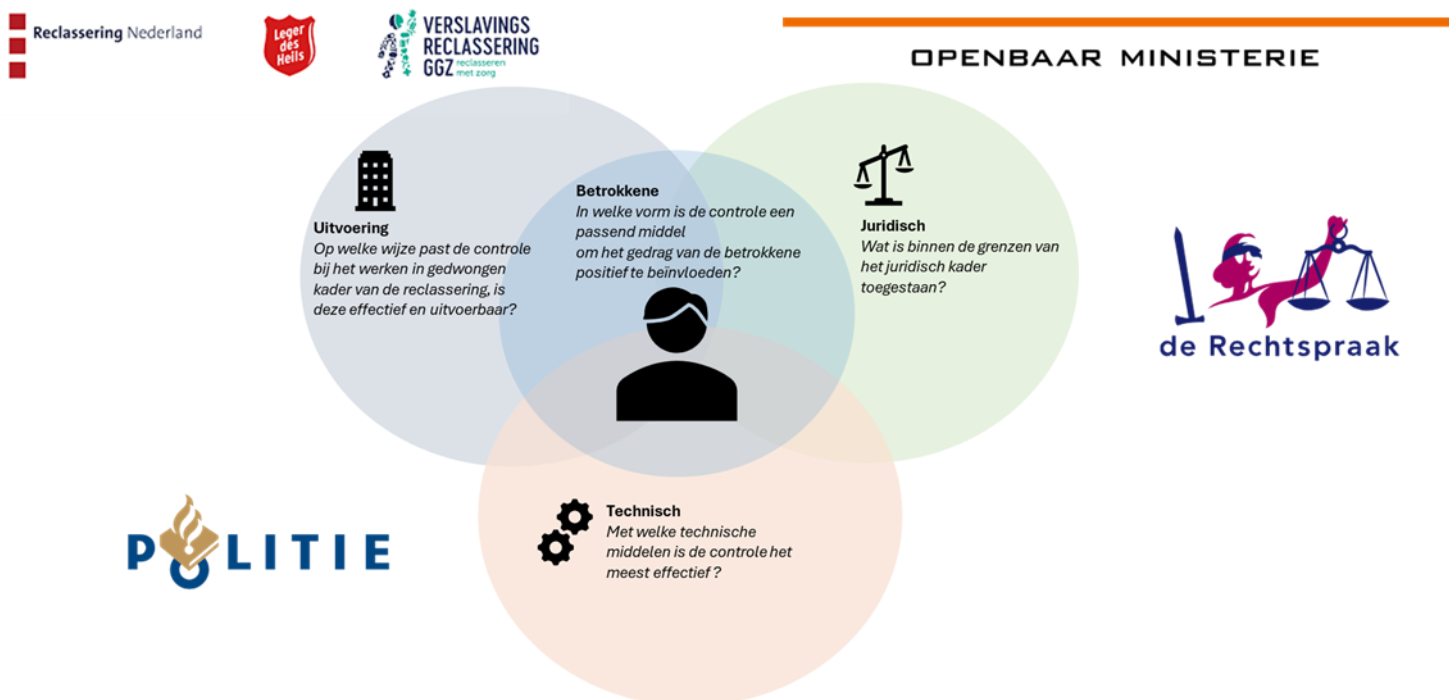 Reclassering Nederland
Leger
des
Heils
VERSLAVINGS
RECLASSERING
GGZ reclasseren
met zorg
OPENBAAR MINISTERIE
Uitvoering
Op welke wijze past de controle
bij het werken in gedwongen
kader van de reclassering, is
deze effectief en uitvoerbaar?
Betrokkene
In welke vorm is de controle een
passend middel
om het gedrag van de betrokkene
positief te beïnvloeden?
Juridisch
Wat is binnen de grenzen van
het juridisch kader
toegestaan?
de Rechtspraak
POLITIE
Technisch
Met welke technische
middelen is de controle het
meest effectief ?